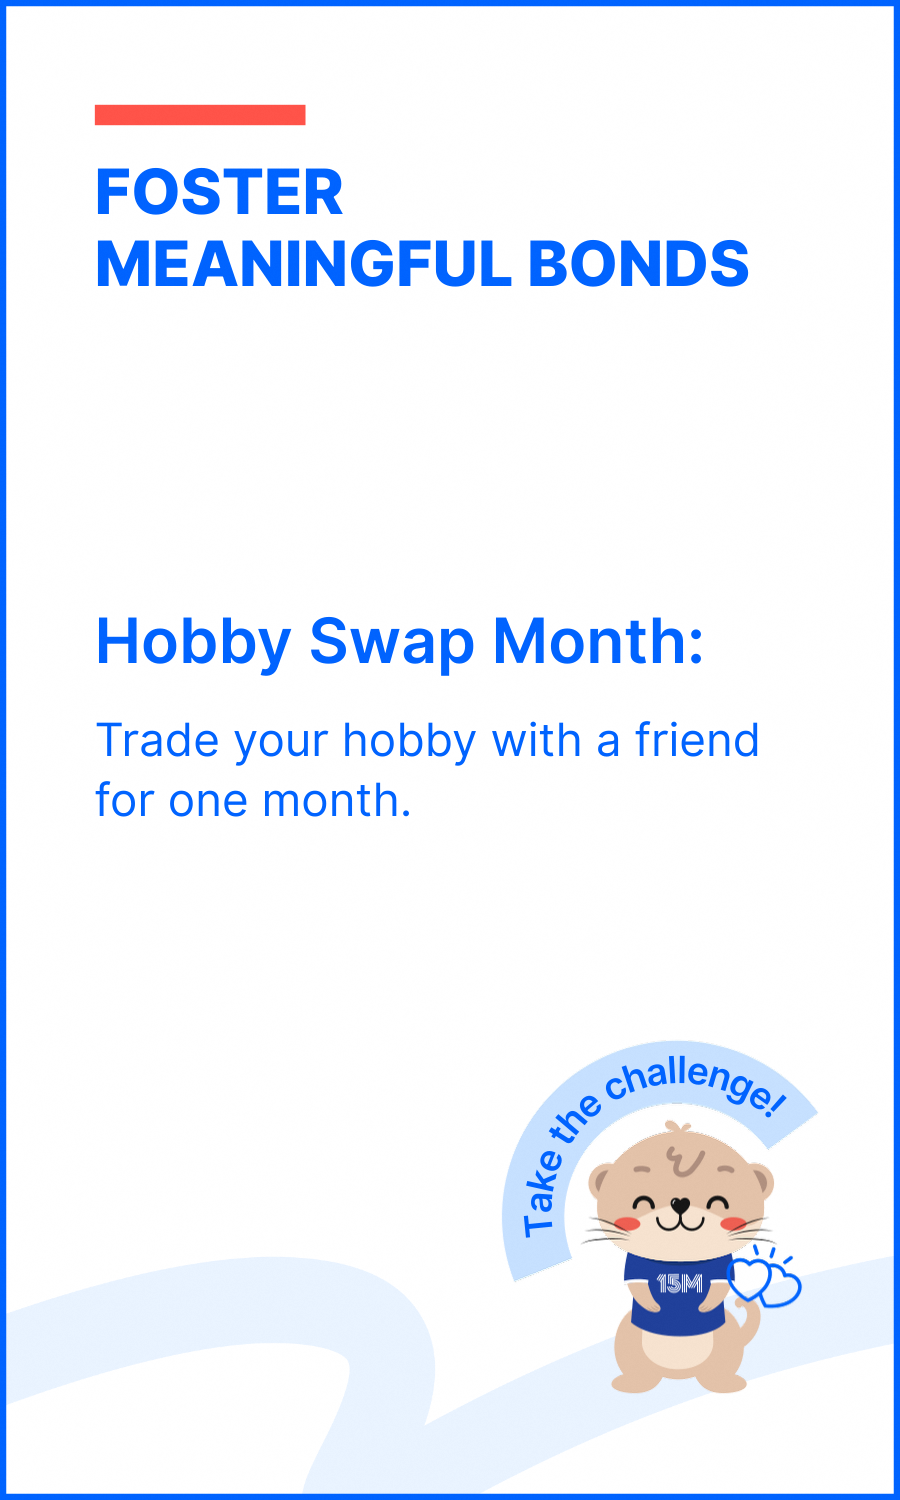 FOSTER
MEANINGFUL BONDS
Hobby Swap Month:
Trade your hobby with a friend
for one month.
Take the challenge!
15M